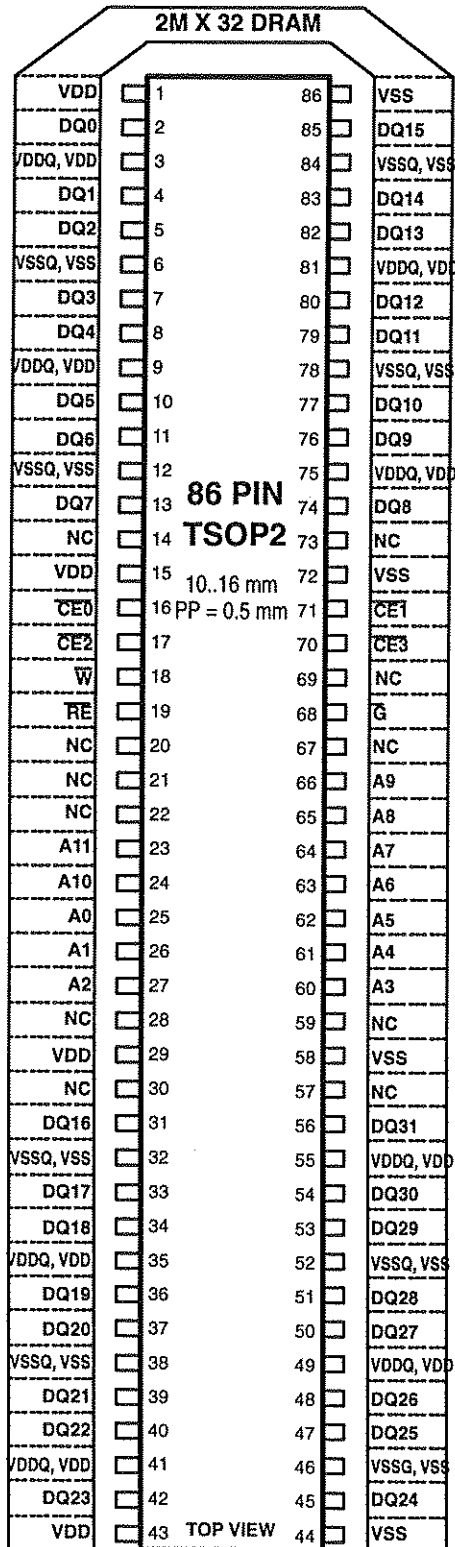 2M X 32 DRAM
VDD 1 86 VSS
DQ0 2 85 DQ15
VDDQ, VDD 3 84 VSSQ, VSS
DQ1 4 83 DQ14
DQ2 5 82 DQ13
VSSQ, VSS 6 81 VDDQ, VDD
DQ3 7 80 DQ12
DQ4 8 79 DQ11
VDDQ, VDD 9 78 VSSQ, VSS
DQ5 10 77 DQ10
DQ6 11 76 DQ9
VSSQ, VSS 12 75 VDDQ, VDD
DQ7 13 86 PIN 74 DQ8
NC 14 TSOP2 73 NC
VDD 15 10..16 mm 72 VSS
C̅E̅0̅ 16 PP = 0.5 mm 71 C̅E̅1̅
C̅E̅2̅ 17 70 C̅E̅3̅
W̅ 18 69 NC
R̅E̅ 19 68 G̅
NC 20 67 NC
NC 21 66 A9
NC 22 65 A8
A11 23 64 A7
A10 24 63 A6
A0 25 62 A5
A1 26 61 A4
A2 27 60 A3
NC 28 59 NC
VDD 29 58 VSS
NC 30 57 NC
DQ16 31 56 DQ31
VSSQ, VSS 32 55 VDDQ, VDD
DQ17 33 54 DQ30
DQ18 34 53 DQ29
VDDQ, VDD 35 52 VSSQ, VSS
DQ19 36 51 DQ28
DQ20 37 50 DQ27
VSSQ, VSS 38 49 VDDQ, VDD
DQ21 39 48 DQ26
DQ22 40 47 DQ25
VDDQ, VDD 41 46 VSSG, VSS
DQ23 42 45 DQ24
VDD 43 TOP VIEW 44 VSS